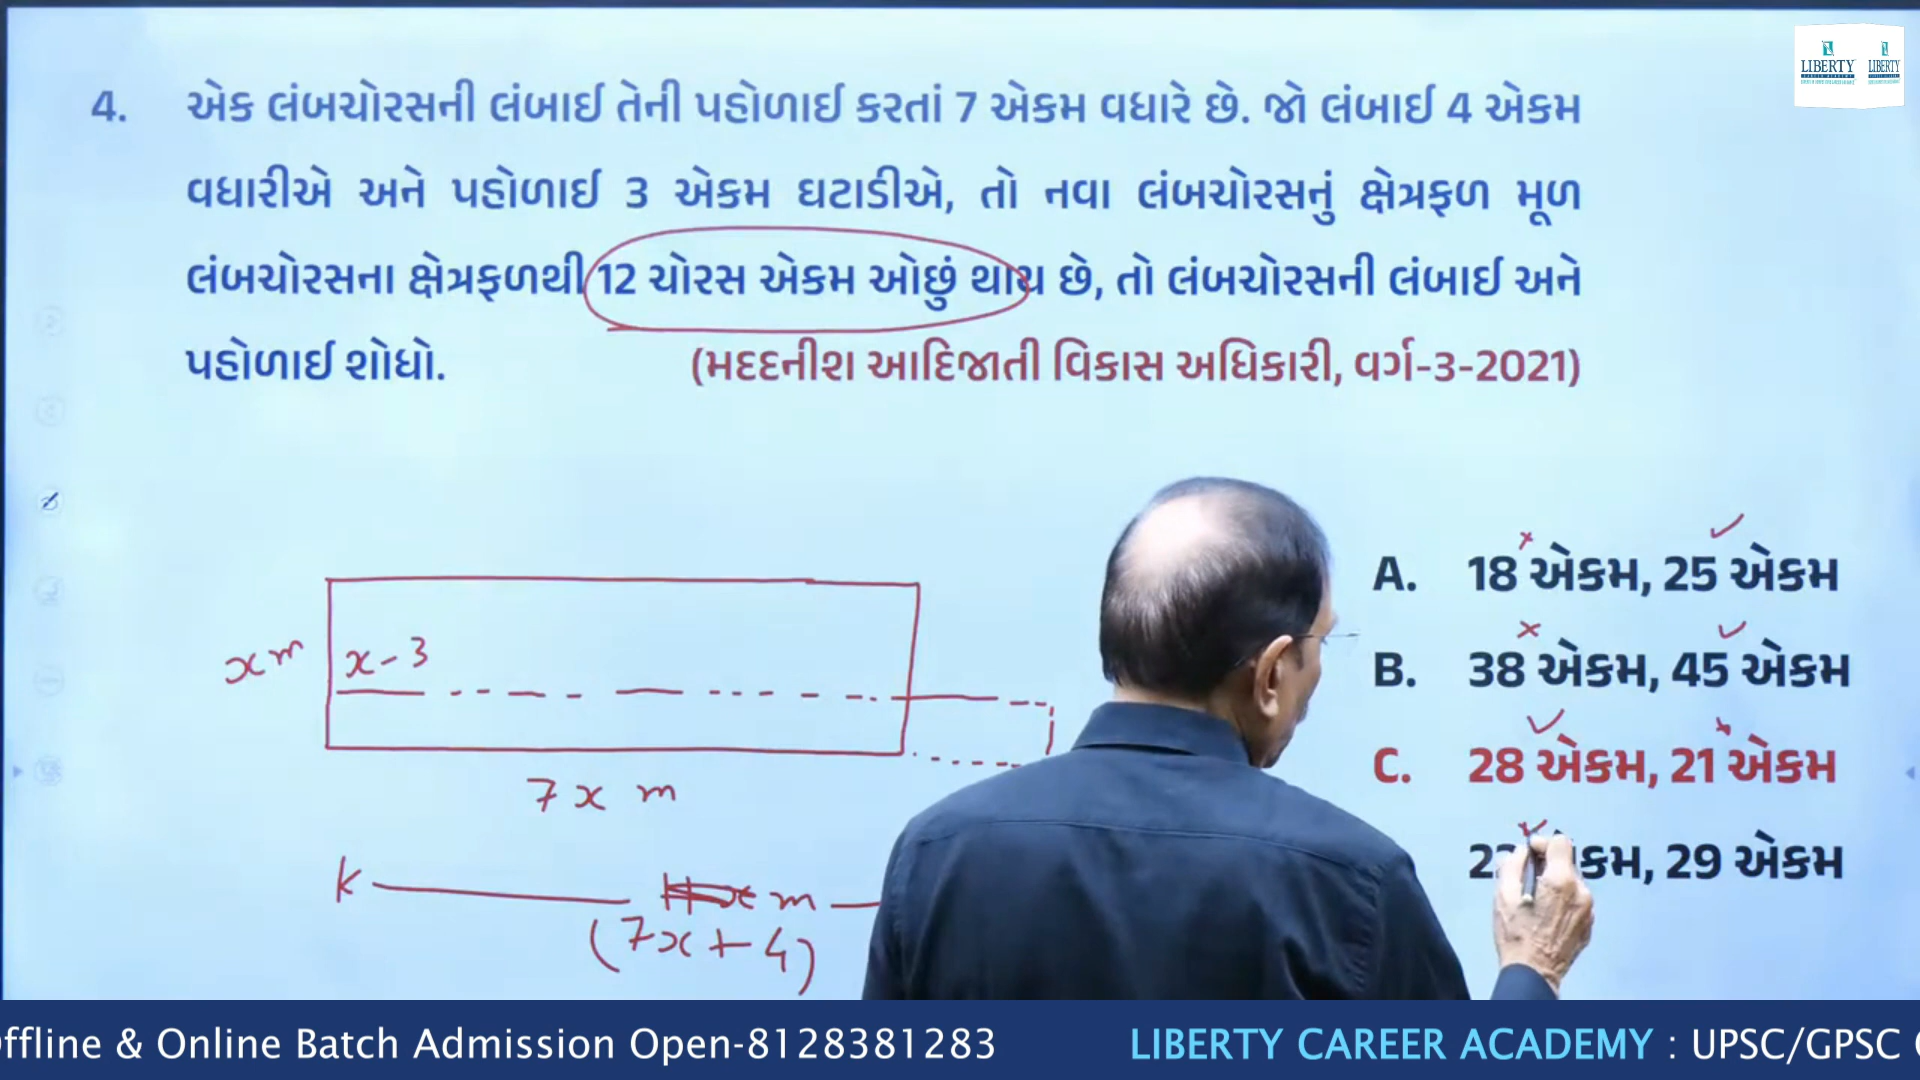 LIBERTY LIBERTY
4. એક લંબચોરસની લંબાઈ તેની પહોળાઈ કરતાં 7 એકમ વધારે છે. જો લંબાઈ 4 એકમ
વધારીએ અને પહોળાઈ 3 એકમ ઘટાડીએ, તો નવા લંબચોરસનું ક્ષેત્રફળ મૂળ
લંબચોરસના ક્ષેત્રફળથી 12 ચોરસ એકમ ઓછું થાય છે, તો લંબચોરસની લંબાઈ અને
પહોળાઈ શોધો. (મદદનીશ આદિજાતી વિકાસ અધિકારી, વર્ગ-3-2021)
A. 18 એકમ, 25 એકમ
B. 38 એકમ, 45 એકમ
C. 28 એકમ, 21 એકમ
એકમ, 29 એકમ
x m
x - 3
7 x m
k m
(7x + 4)
ffline & Online Batch Admission Open-8128381283 LIBERTY CAREER ACADEMY : UPSC/GPSC